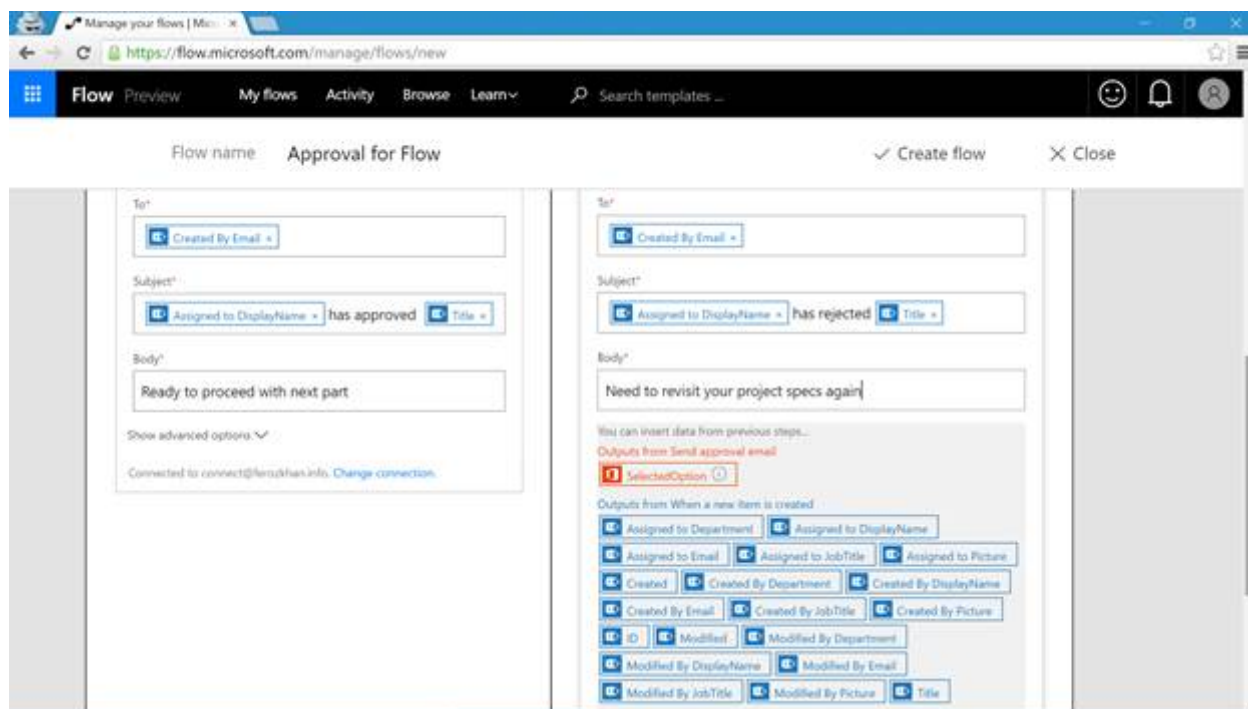 Manage your flows | Micr
https://flow.microsoft.com/manage/flows/new
Flow Preview My flows Activity Browse Learn Search templates ...
Flow name Approval for Flow Create flow Close
To*
Created By Email ×
Subject*
Assigned to DisplayName × has approved Title ×
Body*
Ready to proceed with next part
Show advanced options
Connected to connect@ferozkhan.info. Change connection.
To*
Created By Email ×
Subject*
Assigned to DisplayName × has rejected Title ×
Body*
Need to revisit your project specs again
You can insert data from previous steps...
Outputs from Send approval email
SelectedOption
Outputs from When a new item is created
Assigned to Department Assigned to DisplayName
Assigned to Email Assigned to JobTitle Assigned to Picture
Created Created By Department Created By DisplayName
Created By Email Created By JobTitle Created By Picture
ID Modified Modified By Department
Modified By DisplayName Modified By Email
Modified By JobTitle Modified By Picture Title